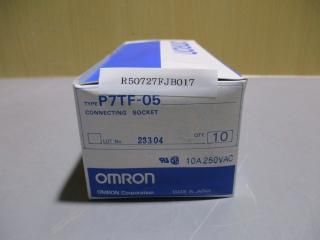 R50727FJB017
TYPE P7TF-05
CONNECTING SOCKET
LOT No. 23304 QTY. 10
10A 250VAC
OMRON
OMRON Corporation MADE IN JAPAN